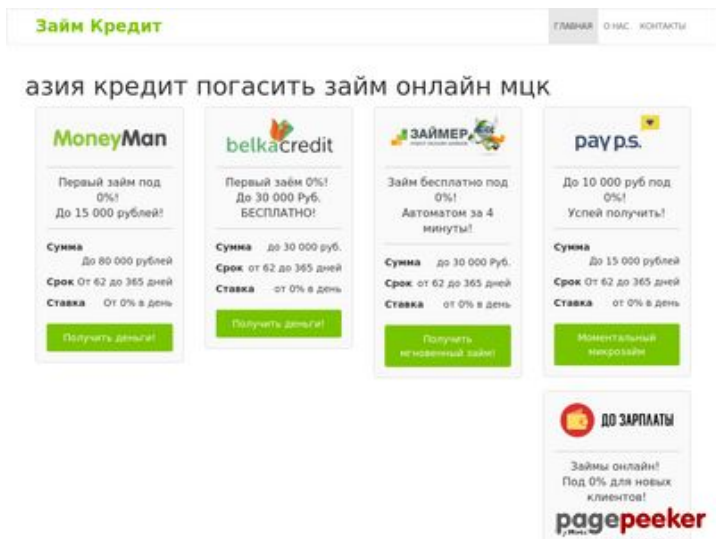 Займ Кредит
ГЛАВНАЯ О НАС. КОНТАКТЫ
азия кредит погасить займ онлайн мцк
MoneyMan
Первый займ под
0%!
До 15 000 рублей!
Сумма
До 80 000 рублей
Срок От 62 до 365 дней
Ставка От 0% в день
Получить деньги!
belkacredit
Первый заём 0%!
До 30 000 Руб.
БЕСПЛАТНО!
Сумма до 30 000 руб.
Срок от 62 до 365 дней
Ставка от 0% в день
Получить деньги!
ЗАЙМЕР
Займ бесплатно под
0%!
Автоматом за 4
минуты!
Сумма до 30 000 Руб.
Срок от 62 до 365 дней
Ставка от 0% в день
Получить
мгновенный займ!
pay p.s.
До 10 000 руб под
0%!
Успей получить!
Сумма
До 15 000 рублей
Срок От 62 до 365 дней
Ставка от 0% в день
Моментальный
микрозайм
ДО ЗАРПЛАТЫ
Займы онлайн!
Под 0% для новых
клиентов!
pagepeeker